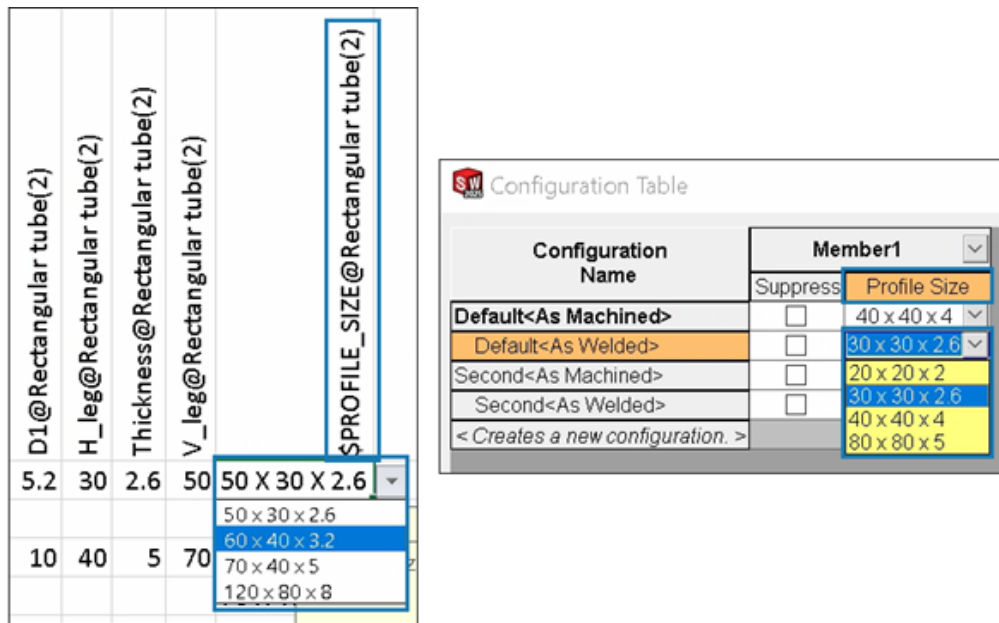 D1@Rectangular tube(2)
H_leg@Rectangular tube(2)
Thickness@Rectangular tube(2)
V_leg@Rectangular tube(2)
$PROFILE_SIZE@Rectangular tube(2)
5.2 30 2.6 50 50 X 30 X 2.6
50 x 30 x 2.6
60 x 40 x 3.2
10 40 5 70
70 x 40 x 5
120 x 80 x 8
SW
2025
Configuration Table
Configuration Name
Member1
Suppress Profile Size
Default<As Machined> 40 x 40 x 4
Default<As Welded> 30 x 30 x 2.6
Second<As Machined> 20 x 20 x 2
30 x 30 x 2.6
Second<As Welded> 40 x 40 x 4
< Creates a new configuration. > 80 x 80 x 5